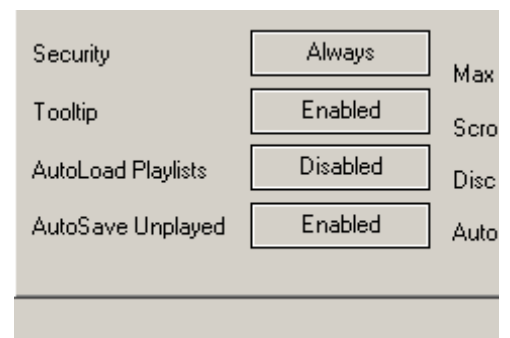 Security Always
Max
Tooltip Enabled
Scro
AutoLoad Playlists Disabled
Disc
AutoSave Unplayed Enabled
Auto